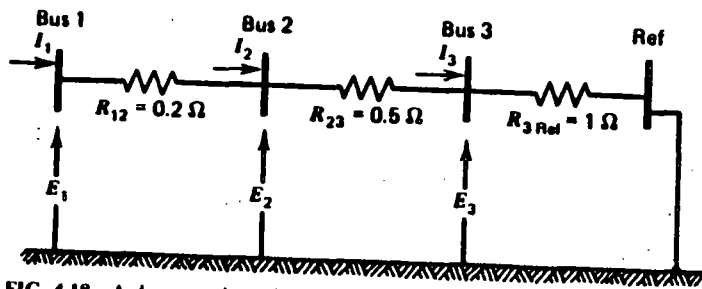 Bus 1
Bus 2
Bus 3
Ref
I₁
I₂
I₃
R₁₂ = 0.2 Ω
R₂₃ = 0.5 Ω
R₃ Ref = 1 Ω
E₁
E₂
E₃